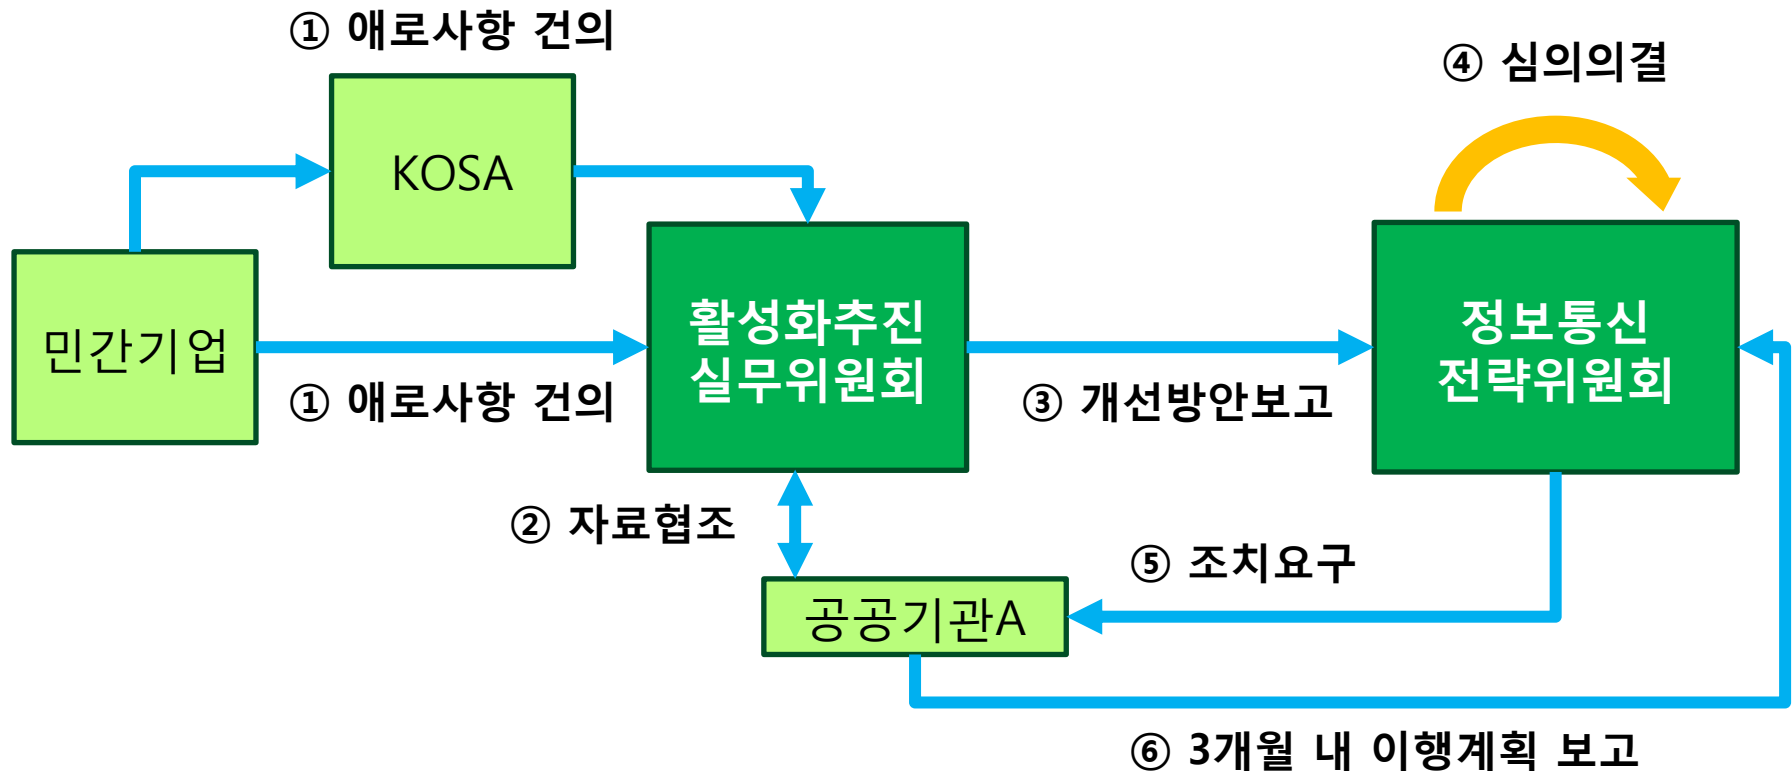 ① 애로사항 건의
④ 심의의결
KOSA
민간기업
활성화추진
실무위원회
정보통신
전략위원회
① 애로사항 건의
③ 개선방안보고
② 자료협조
⑤ 조치요구
공공기관A
⑥ 3개월 내 이행계획 보고